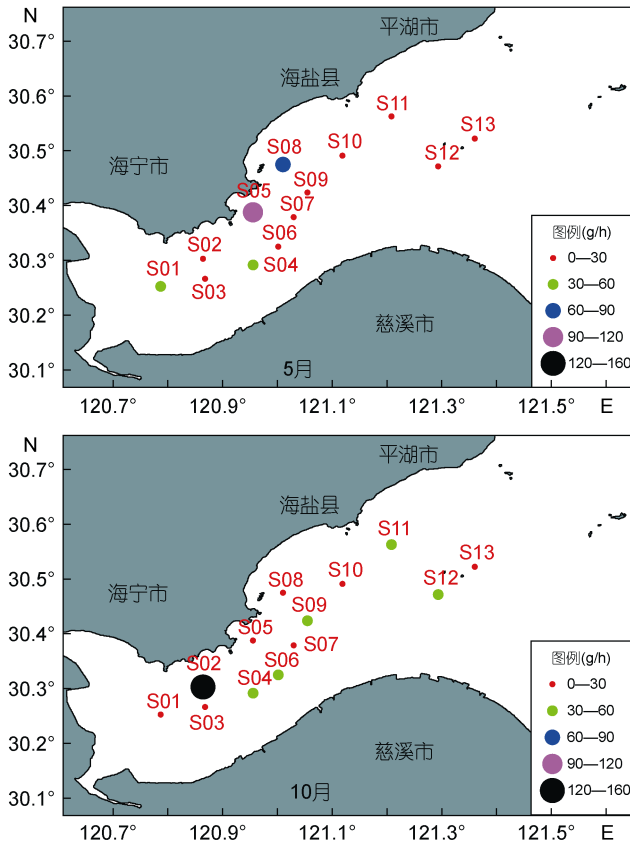 N
平湖市
30.7°
海盐县
30.6°
S11
S13
S10
30.5°
S08
S12
海宁市
S09
S05
30.4°
S07
S06
S02
30.3°
S01
S04
S03
30.2°
慈溪市
30.1°
5月
图例(g/h)
0—30
30—60
60—90
90—120
120—160
120.7° 120.9° 121.1° 121.3° 121.5° E
N
平湖市
30.7°
海盐县
30.6°
S11
S13
S10
30.5°
S08
S12
海宁市
S09
S05
30.4°
S07
S06
S02
S04
30.3°
S01
S03
30.2°
慈溪市
30.1°
10月
图例(g/h)
0—30
30—60
60—90
90—120
120—160
120.7° 120.9° 121.1° 121.3° 121.5° E